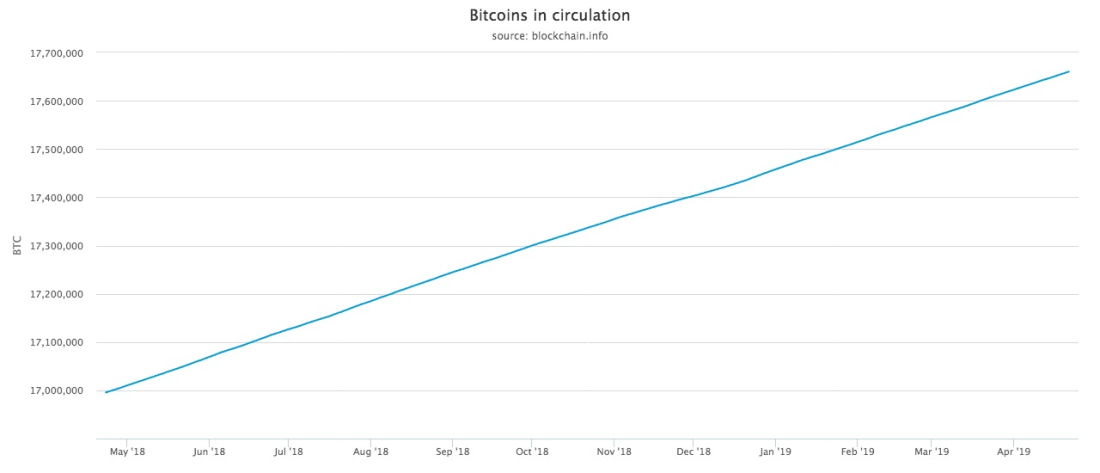 Bitcoins in circulation
source: blockchain.info
17,700,000
17,600,000
17,500,000
17,400,000
17,300,000
17,200,000
17,100,000
17,000,000
BTC
May '18 Jun '18 Jul '18 Aug '18 Sep '18 Oct '18 Nov '18 Dec '18 Jan '19 Feb '19 Mar '19 Apr '19